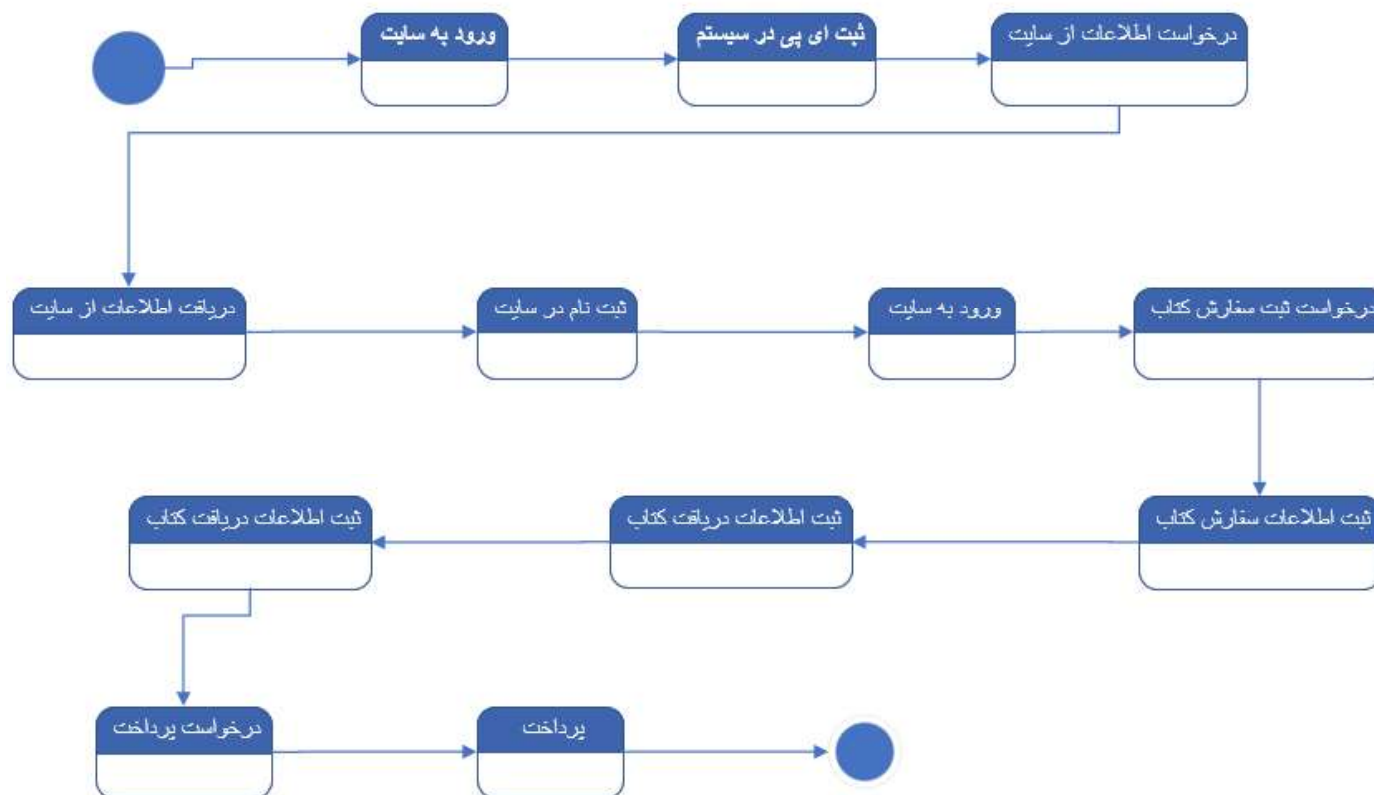 ورود به سایت
ثبت ای پی در سیستم
درخواست اطلاعات از سایت
دریافت اطلاعات از سایت
ثبت نام در سایت
ورود به سایت
درخواست ثبت سفارش کتاب
ثبت اطلاعات سفارش کتاب
ثبت اطلاعات دریافت کتاب
ثبت اطلاعات دریافت کتاب
درخواست پرداخت
پرداخت